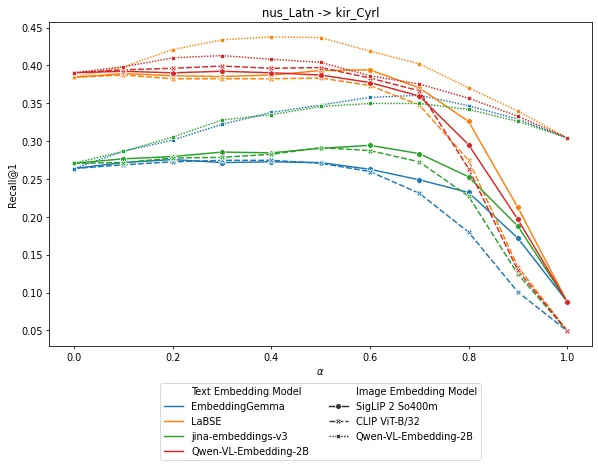 nus_Latn -> kir_Cyrl
Recall@1
0.45
0.40
0.35
0.30
0.25
0.20
0.15
0.10
0.05
0.0
0.2
0.4
0.6
0.8
1.0
α
Text Embedding Model
EmbeddingGemma
LaBSE
jina-embeddings-v3
Qwen-VL-Embedding-2B
Image Embedding Model
SigLIP 2 So400m
CLIP ViT-B/32
Qwen-VL-Embedding-2B